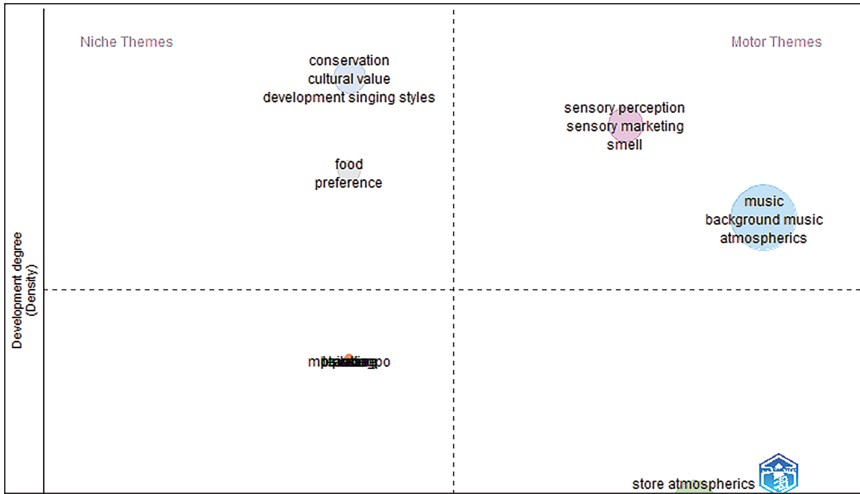 Niche Themes
Motor Themes
conservation
cultural value
development singing styles
sensory perception
sensory marketing
smell
food
preference
music
background music
atmospherics
Development degree
(Density)
store atmospherics